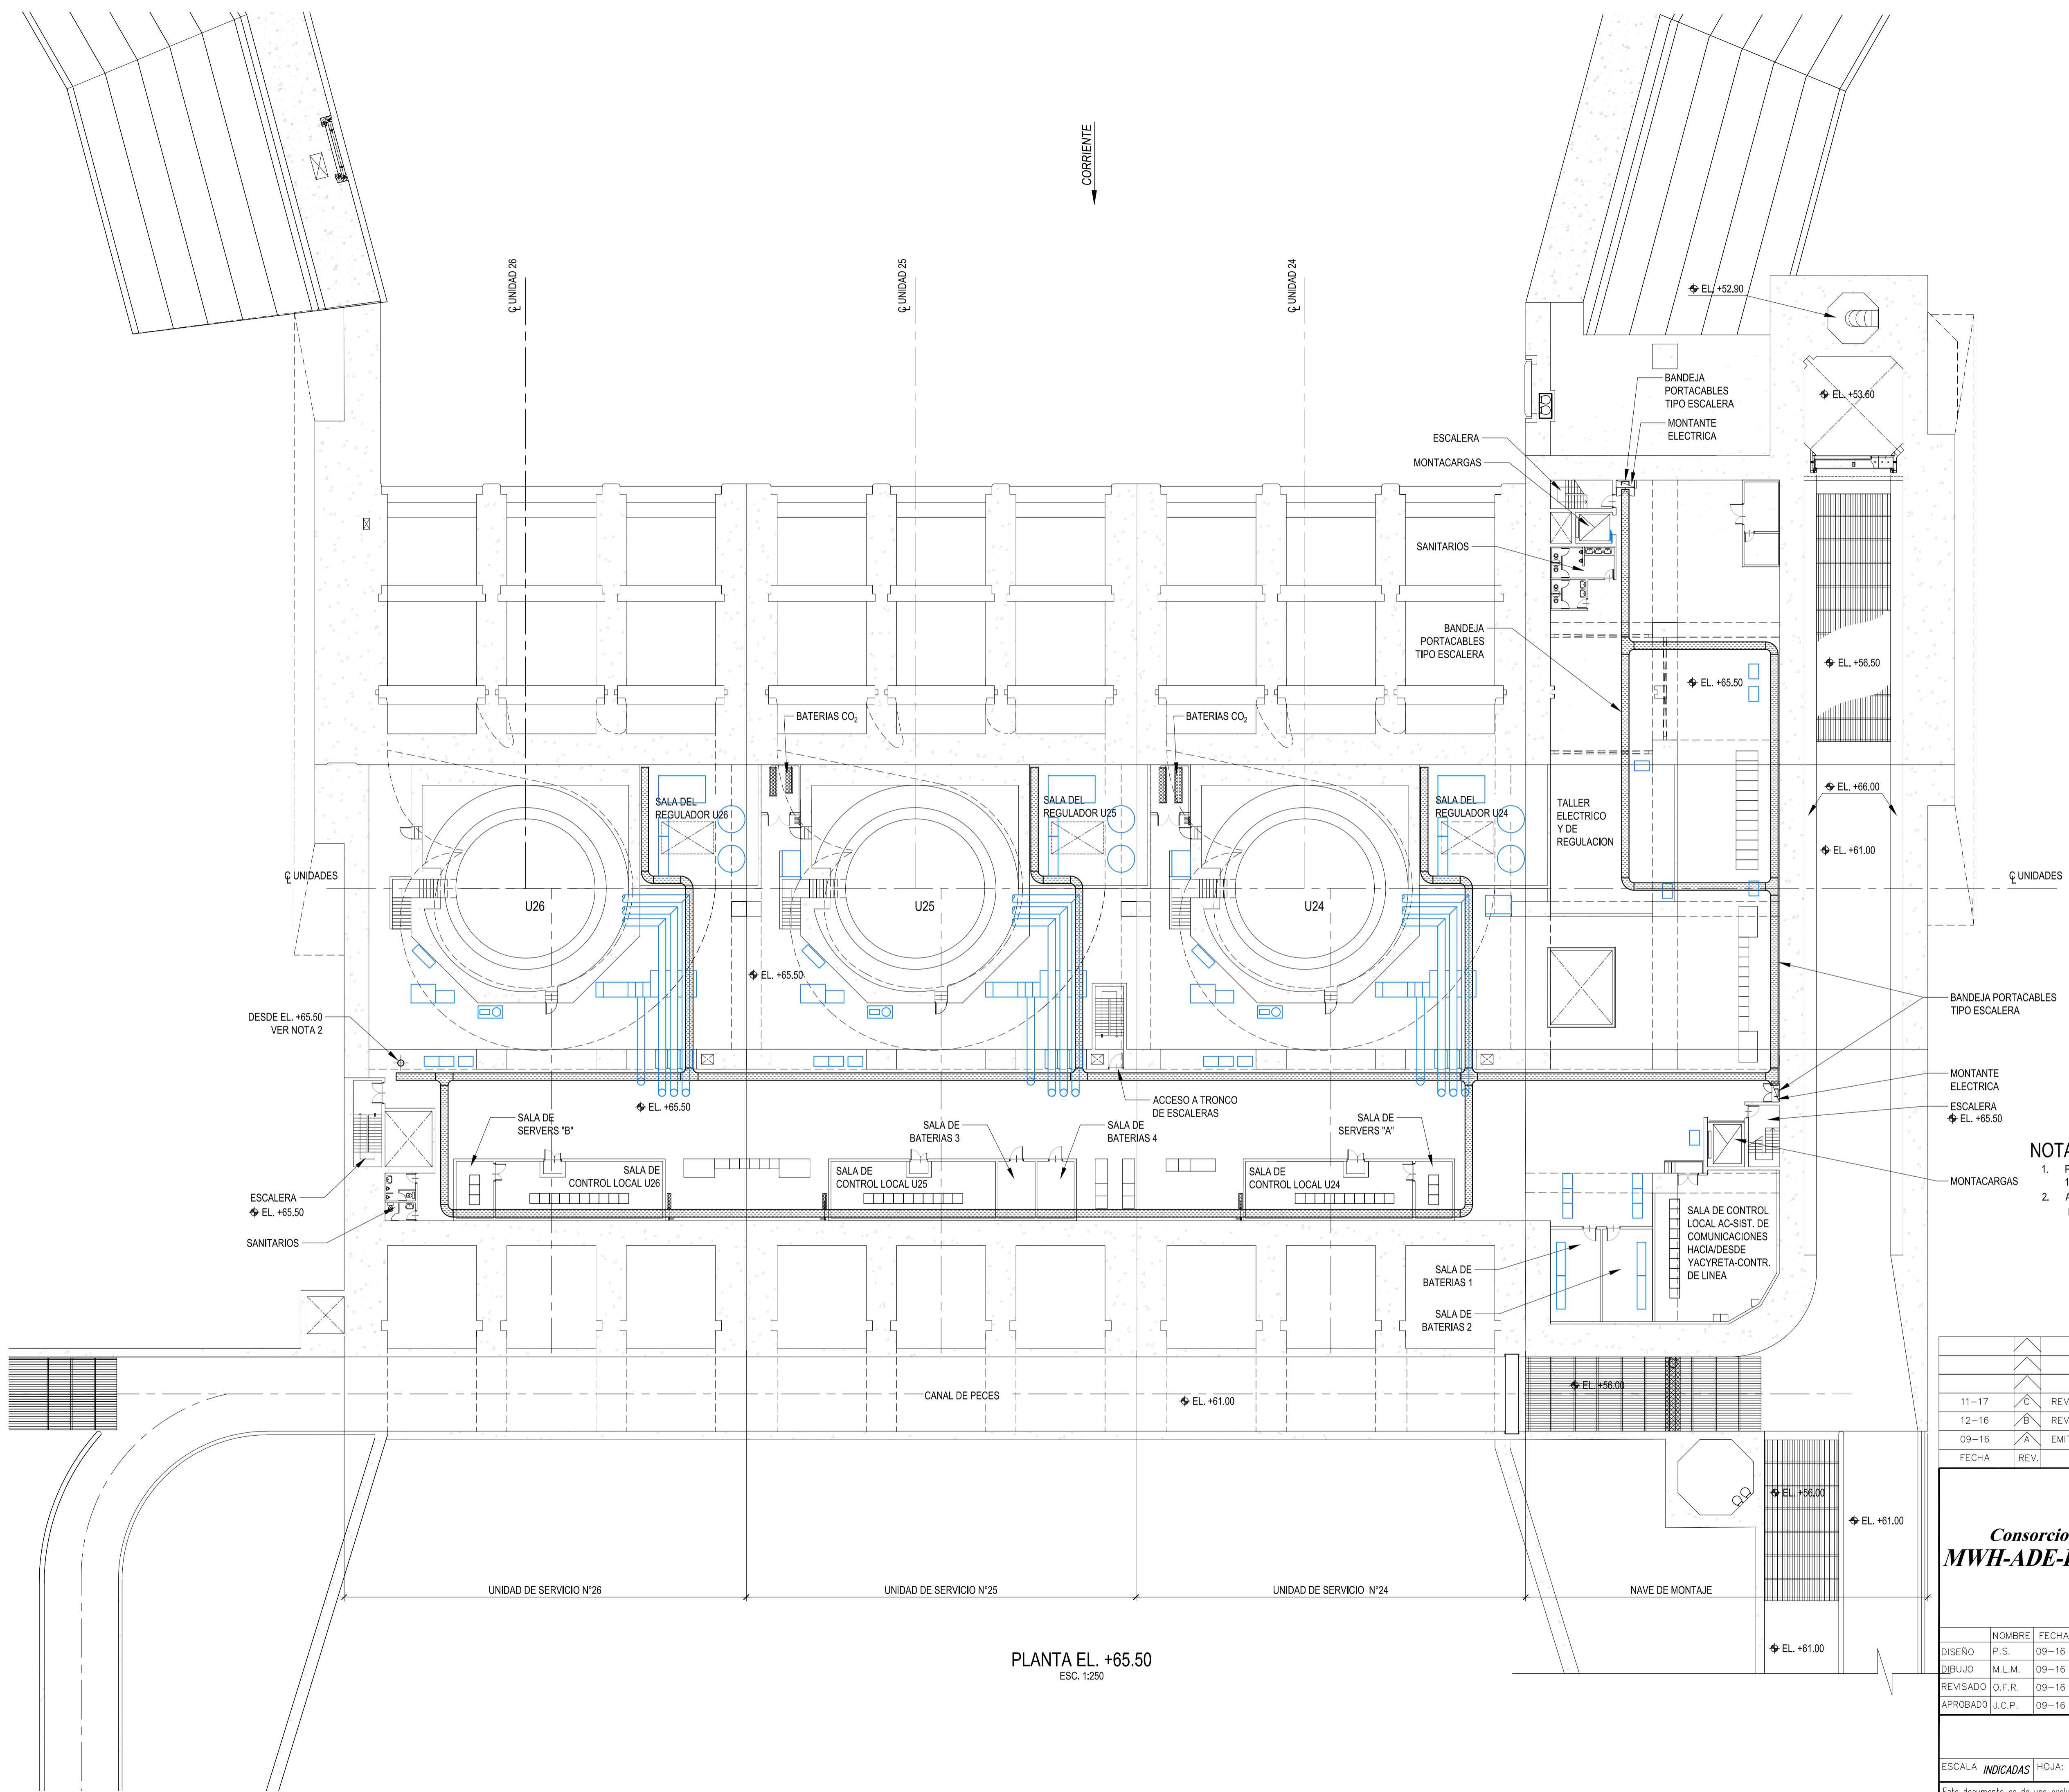 CORRIENTE
℄ UNIDAD 26
℄ UNIDAD 25
℄ UNIDAD 24
EL. +52.90
BANDEJA
PORTACABLES
TIPO ESCALERA
EL. +53.60
MONTANTE
ELECTRICA
ESCALERA
MONTACARGAS
SANITARIOS
BANDEJA
PORTACABLES
TIPO ESCALERA
EL. +56.50
EL. +65.50
BATERIAS CO₂
BATERIAS CO₂
EL. +66.00
SALA DEL
REGULADOR U26
SALA DEL
REGULADOR U25
SALA DEL
REGULADOR U24
TALLER
ELECTRICO
Y DE
REGULACION
EL. +61.00
℄ UNIDADES
℄ UNIDADES
U26
U25
U24
EL. +65.50
BANDEJA PORTACABLES
TIPO ESCALERA
DESDE EL. +65.50
VER NOTA 2
MONTANTE
ELECTRICA
EL. +65.50
ACCESO A TRONCO
DE ESCALERAS
ESCALERA
EL. +65.50
SALA DE
SERVERS "B"
SALA DE
BATERIAS 3
SALA DE
BATERIAS 4
SALA DE
SERVERS "A"
SALA DE
CONTROL LOCAL U26
SALA DE
CONTROL LOCAL U25
SALA DE
CONTROL LOCAL U24
MONTACARGAS
ESCALERA
EL. +65.50
SANITARIOS
SALA DE CONTROL
LOCAL AC-SIST. DE
COMUNICACIONES
HACIA/DESDE
YACYRETA-CONTR.
DE LINEA
SALA DE
BATERIAS 1
SALA DE
BATERIAS 2
EL. +56.00
CANAL DE PECES
EL. +61.00
EL. +56.00
EL. +61.00
UNIDAD DE SERVICIO N°26
UNIDAD DE SERVICIO N°25
UNIDAD DE SERVICIO N°24
NAVE DE MONTAJE
EL. +61.00
PLANTA EL. +65.50
ESC. 1:250
NOTA
1.
2.
11-17 C REV
12-16 B REV
09-16 A EMI
FECHA REV.
Consorcio
MWH-ADE-
NOMBRE FECHA
DISEÑO P.S. 09-16
DIBUJO M.L.M. 09-16
REVISADO O.F.R. 09-16
APROBADO J.C.P. 09-16
ESCALA INDICADAS HOJA: